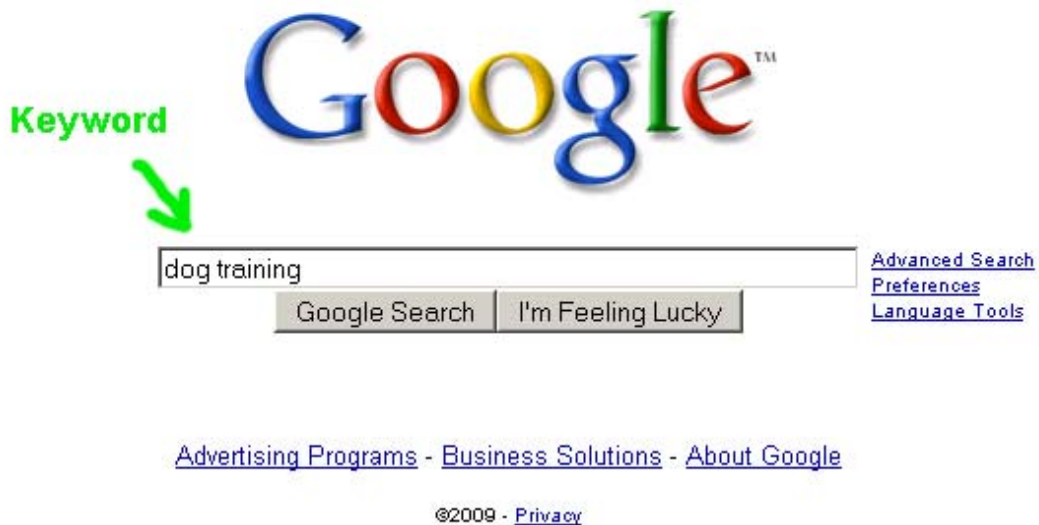 Google™
Keyword
dog training
Advanced Search
Preferences
Language Tools
Google Search I'm Feeling Lucky
Advertising Programs - Business Solutions - About Google
©2009 - Privacy